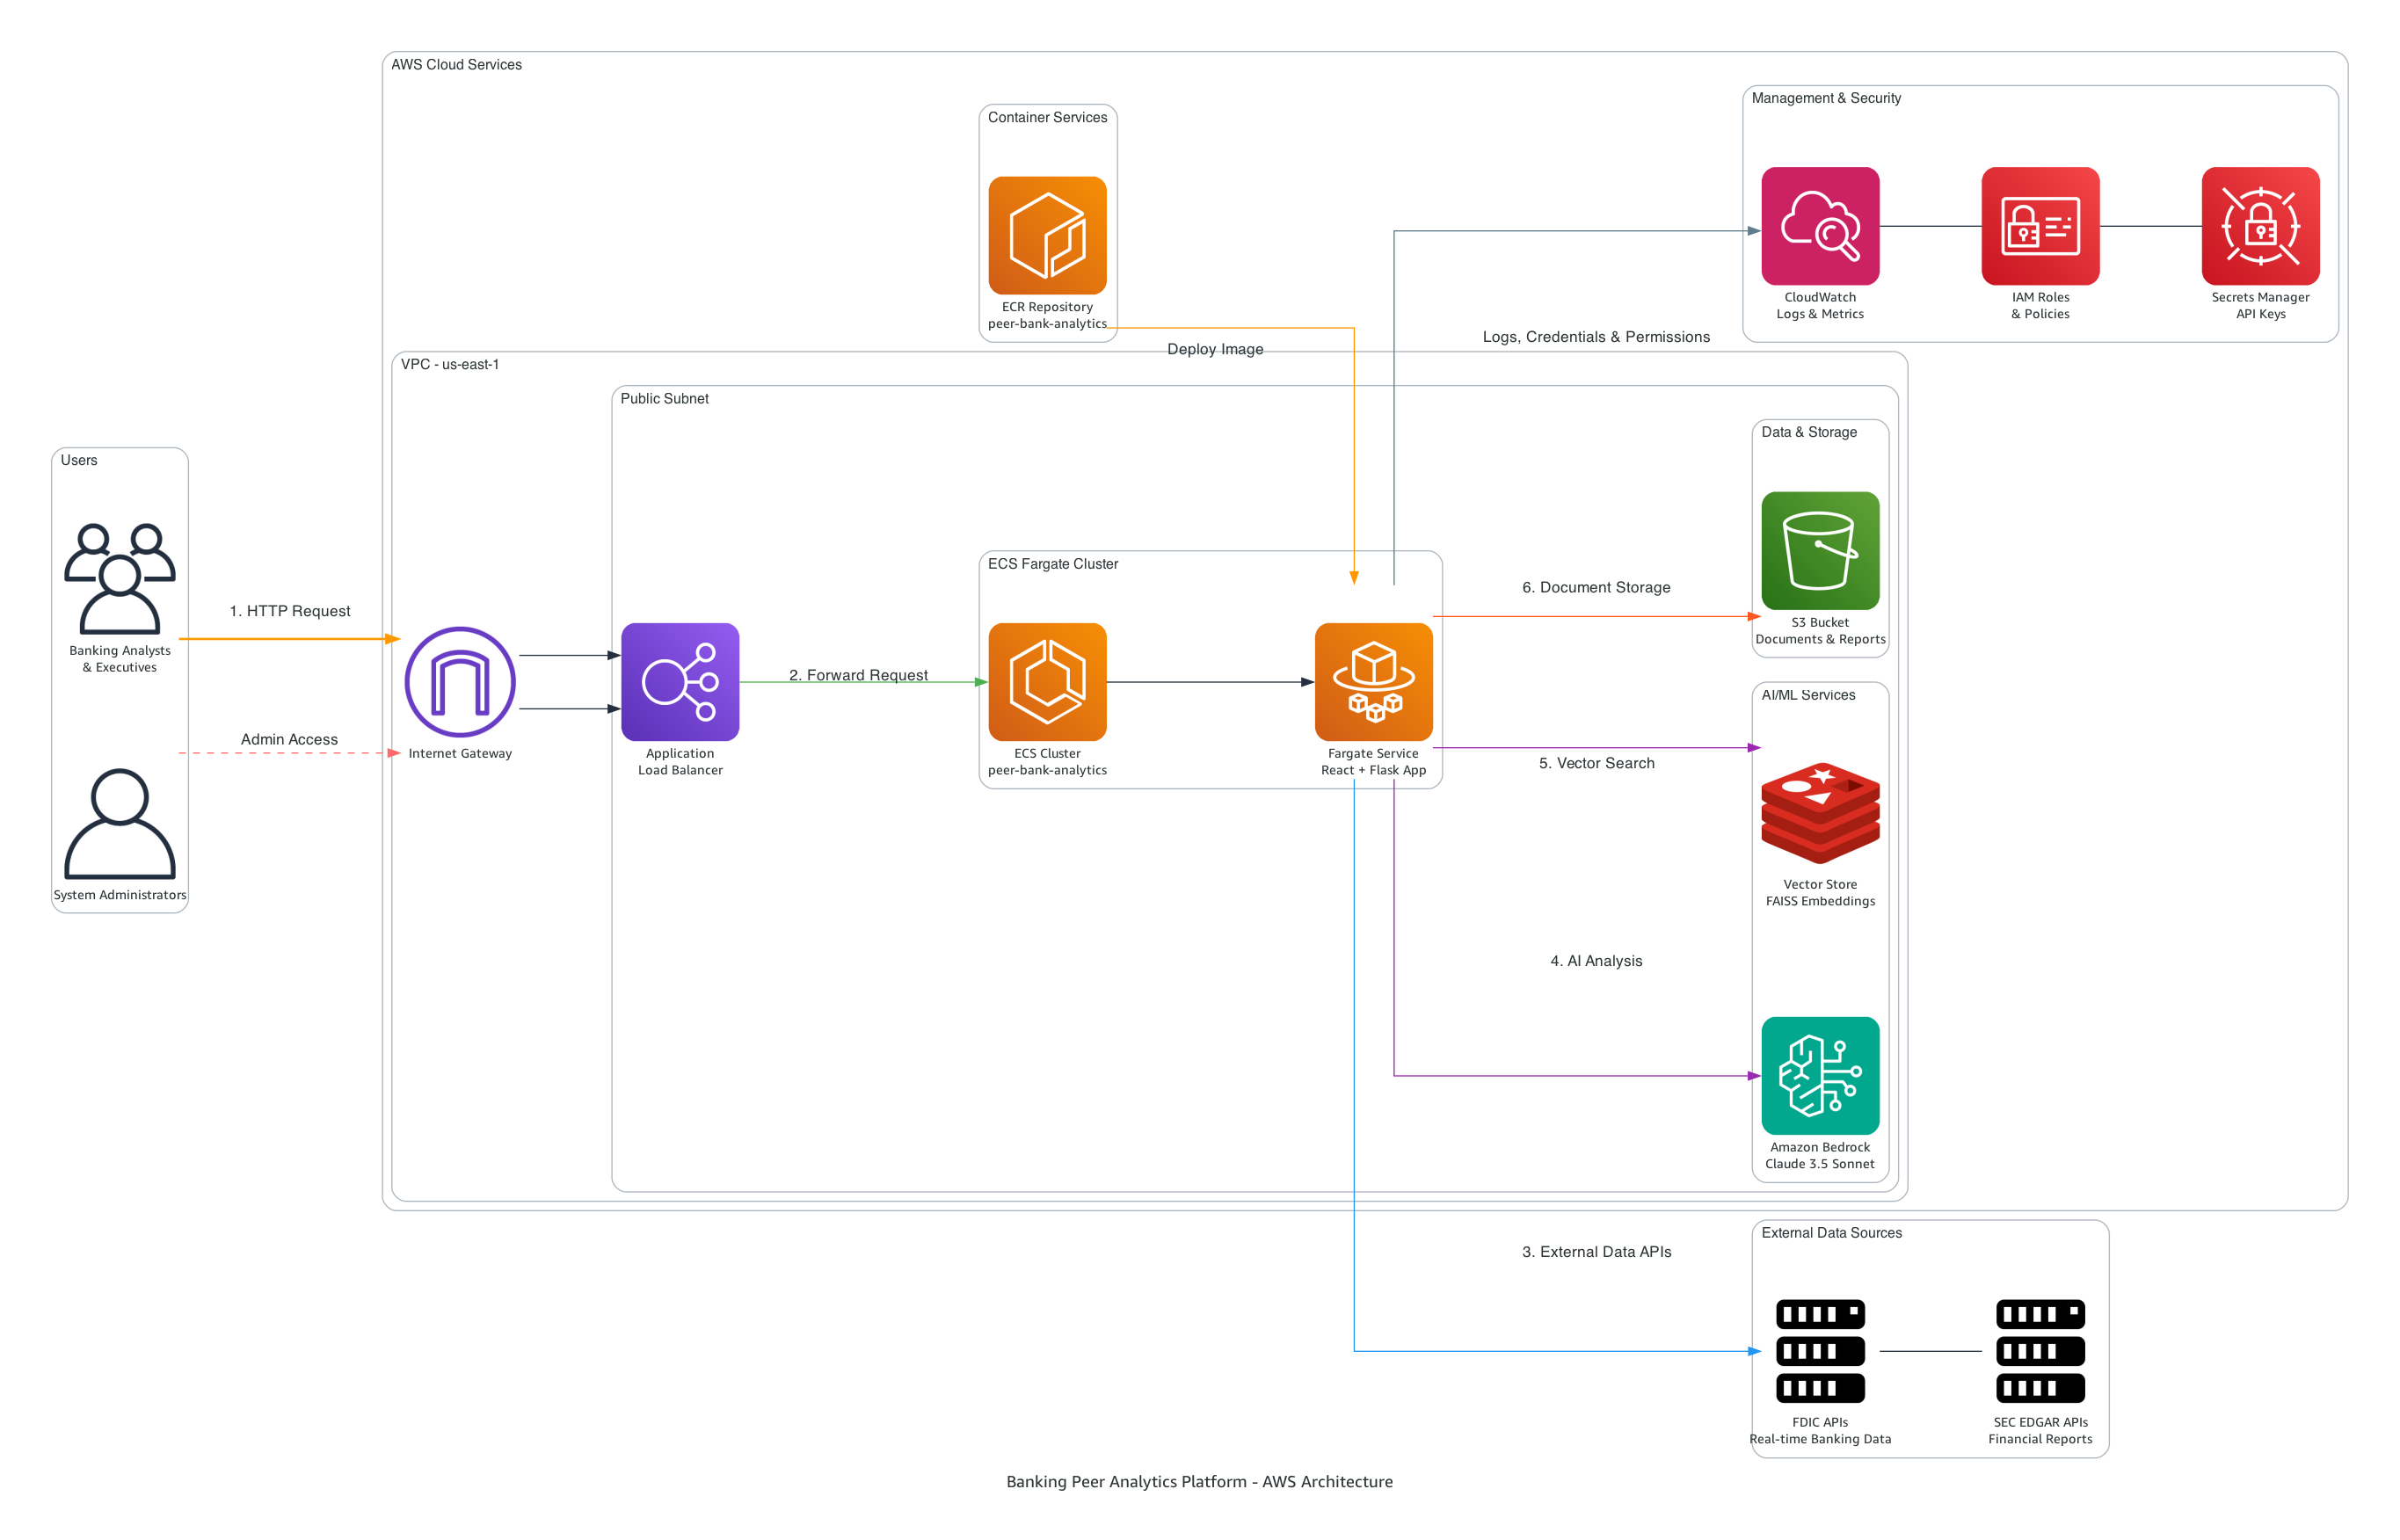 AWS Cloud Services
Management & Security
Container Services
CloudWatch
Logs & Metrics
IAM Roles
& Policies
Secrets Manager
API Keys
ECR Repository
peer-bank-analytics
Deploy Image
Logs, Credentials & Permissions
VPC - us-east-1
Public Subnet
Data & Storage
Users
ECS Fargate Cluster
6. Document Storage
1. HTTP Request
S3 Bucket
Documents & Reports
Banking Analysts
& Executives
2. Forward Request
AI/ML Services
Admin Access
Internet Gateway
Application
Load Balancer
ECS Cluster
peer-bank-analytics
Fargate Service
React + Flask App
5. Vector Search
System Administrators
Vector Store
FAISS Embeddings
4. AI Analysis
Amazon Bedrock
Claude 3.5 Sonnet
External Data Sources
3. External Data APIs
FDIC APIs
Real-time Banking Data
SEC EDGAR APIs
Financial Reports
Banking Peer Analytics Platform - AWS Architecture